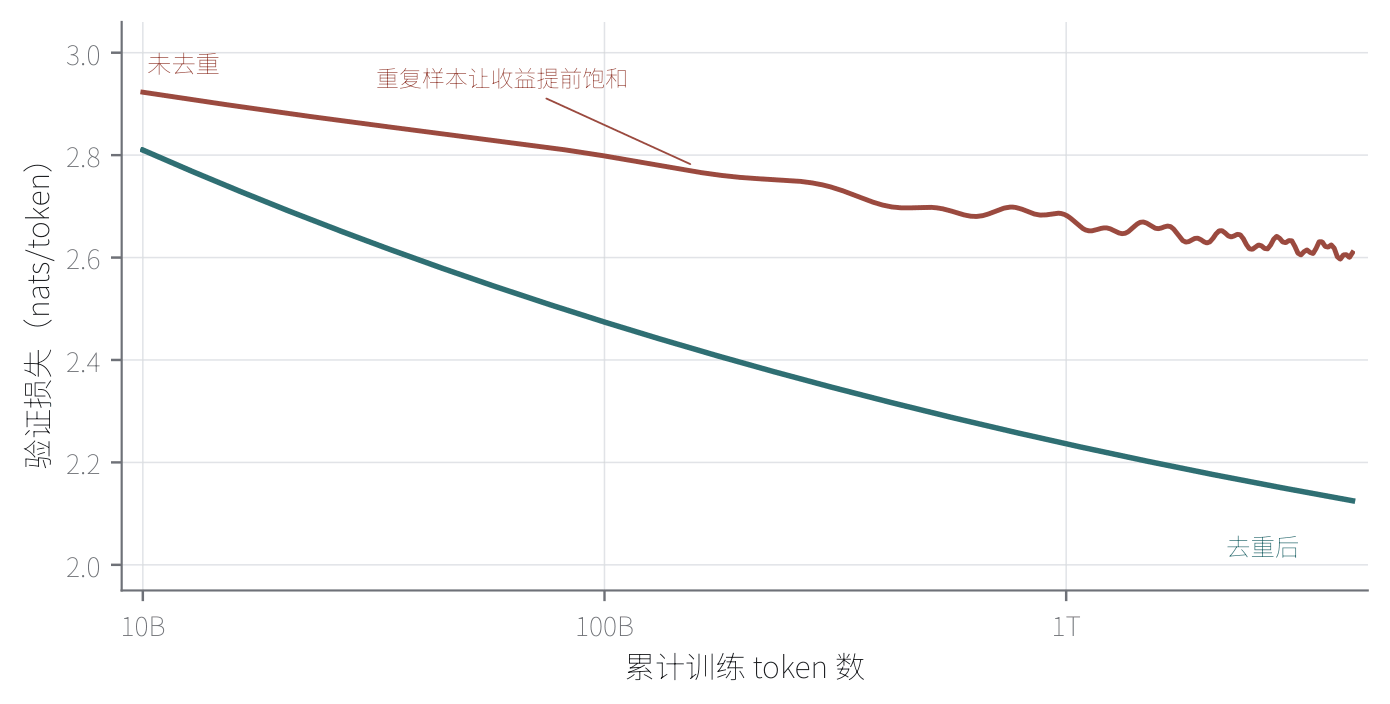 3.0
未去重
重复样本让收益提前饱和
2.8
2.6
2.4
2.2
2.0
验证损失（nats/token）
去重后
10B
100B
1T
累计训练 token 数